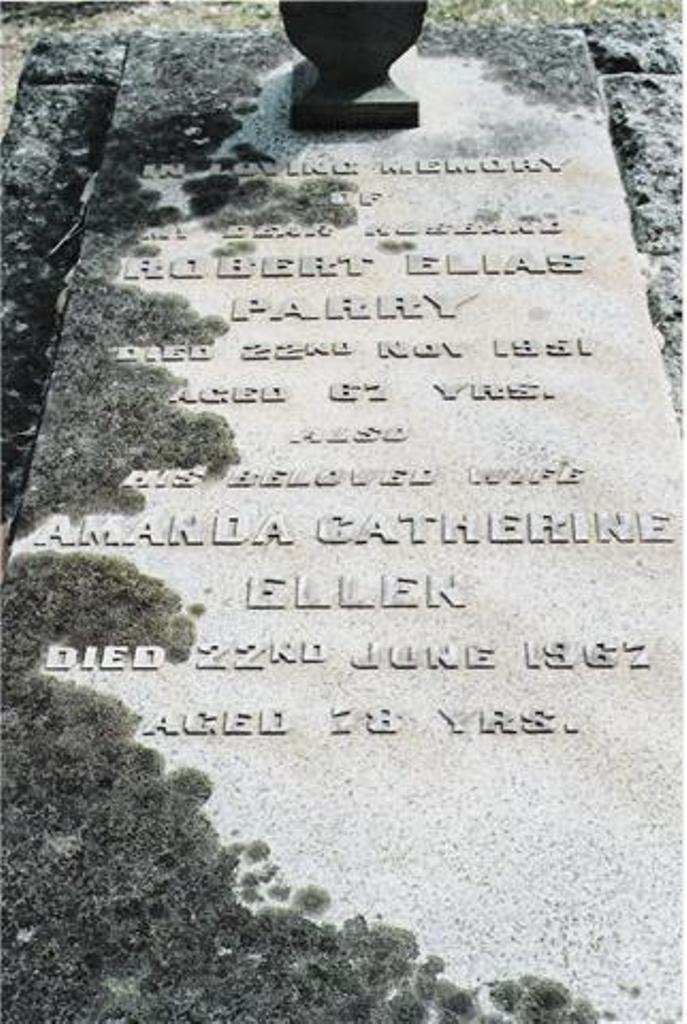 IN LOVING MEMORY
OF
MY DEAR HUSBAND
ROBERT ELIAS
PARRY
DIED 22ND NOV 1951
AGED 67 YRS.
ALSO
HIS BELOVED WIFE
AMANDA CATHERINE
ELLEN
DIED 22ND JUNE 1967
AGED 78 YRS.